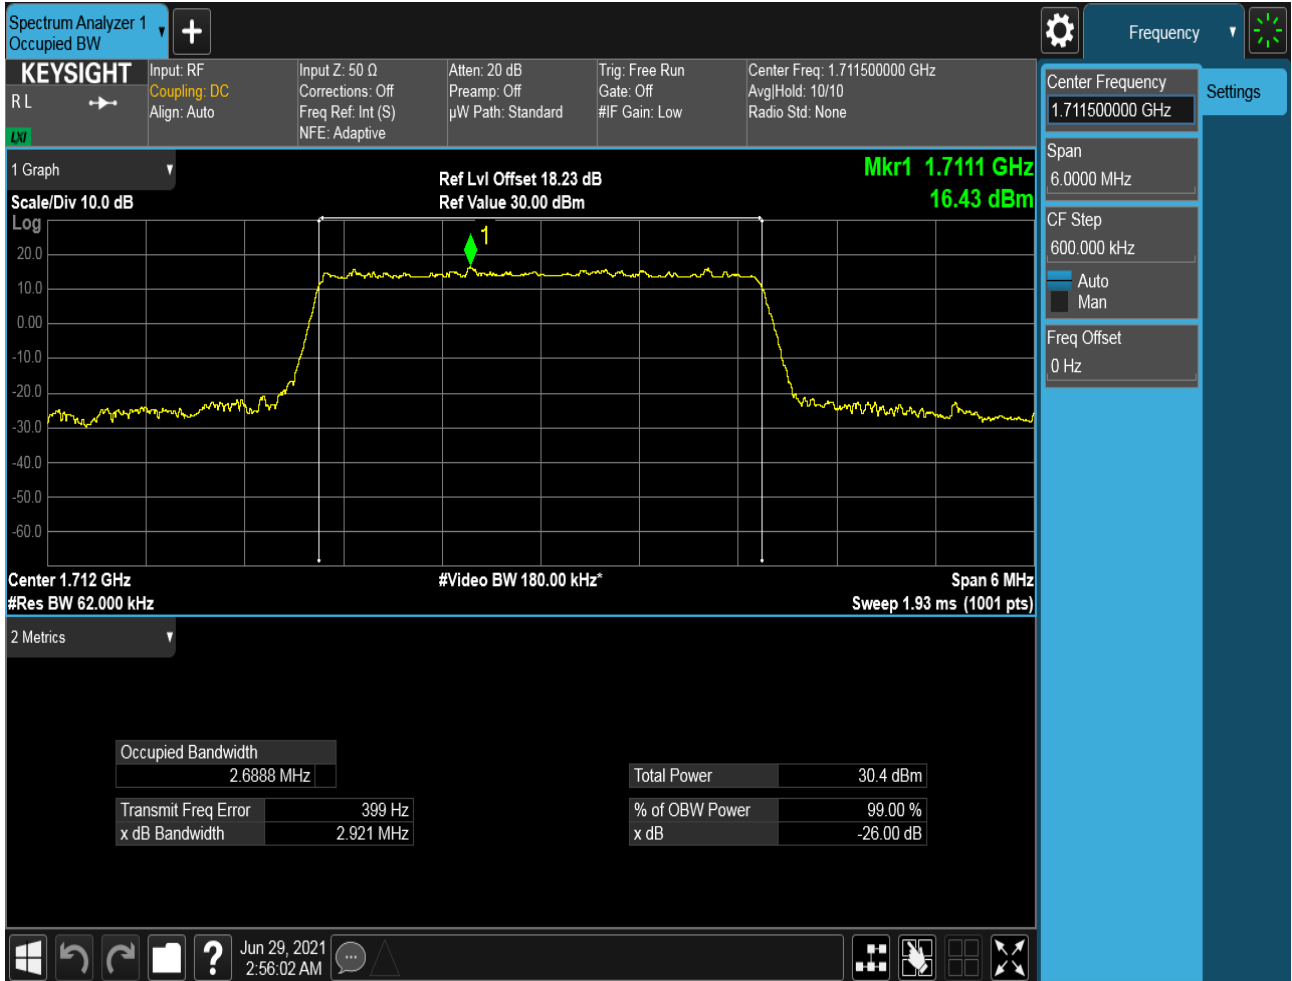 Spectrum Analyzer 1
Occupied BW
Frequency
KEYSIGHT
R L
LXI
Input: RF
Coupling: DC
Align: Auto
Input Z: 50 Ω
Corrections: Off
Freq Ref: Int (S)
NFE: Adaptive
Atten: 20 dB
Preamp: Off
µW Path: Standard
Trig: Free Run
Gate: Off
#IF Gain: Low
Center Freq: 1.711500000 GHz
Avg|Hold: 10/10
Radio Std: None
Center Frequency
1.711500000 GHz
Settings
Span
6.0000 MHz
CF Step
600.000 kHz
Auto
Man
Freq Offset
0 Hz
1 Graph
Scale/Div 10.0 dB
Log
Ref Lvl Offset 18.23 dB
Ref Value 30.00 dBm
Mkr1 1.7111 GHz
16.43 dBm
1
20.0
10.0
0.00
-10.0
-20.0
-30.0
-40.0
-50.0
-60.0
Center 1.712 GHz
#Res BW 62.000 kHz
#Video BW 180.00 kHz*
Span 6 MHz
Sweep 1.93 ms (1001 pts)
2 Metrics
Occupied Bandwidth
2.6888 MHz
Transmit Freq Error 399 Hz
x dB Bandwidth 2.921 MHz
Total Power 30.4 dBm
% of OBW Power 99.00 %
x dB -26.00 dB
?
Jun 29, 2021
2:56:02 AM